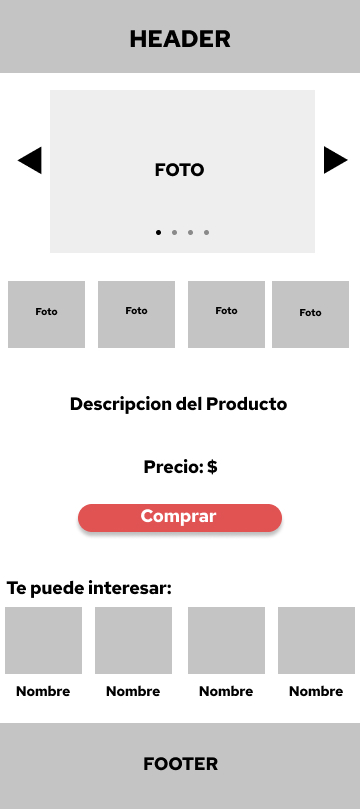 HEADER
FOTO
Foto Foto Foto Foto
Descripcion del Producto
Precio: $
Comprar
Te puede interesar:
Nombre Nombre Nombre Nombre
FOOTER